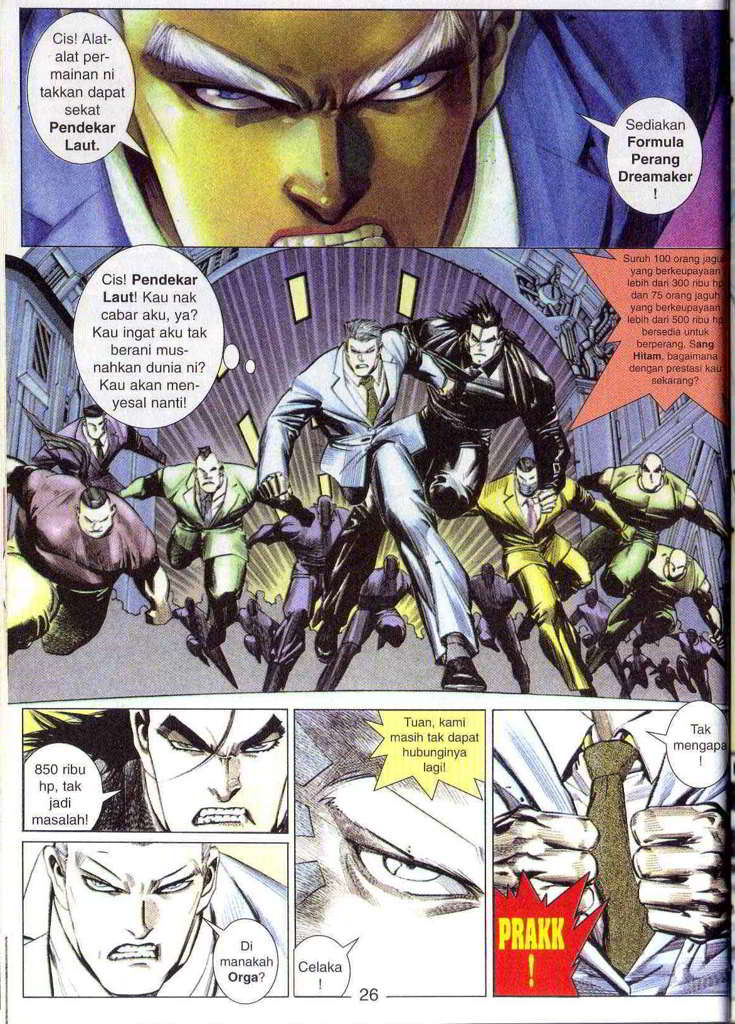 Cis! Alat-
alat per-
mainan ni
takkan dapat
sekat
Pendekar
Laut.
Sediakan
Formula
Perang
Dreamaker
!
Cis! Pendekar
Laut! Kau nak
cabar aku, ya?
Kau ingat aku tak
berani mus-
nahkan dunia ni?
Kau akan men-
yesal nanti!
Suruh 100 orang jaguh
yang berkeupayaan
lebih dari 300 ribu hp
dan 75 orang jaguh
yang berkeupayaan
lebih dari 500 ribu hp
bersedia untuk
berperang. Sang
Hitam, bagaimana
dengan prestasi kau
sekarang?
850 ribu
hp, tak
jadi
masalah!
Di
manakah
Orga?
Tuan, kami
masih tak dapat
hubunginya
lagi!
Celaka
!
Tak
mengapa
!
PRAKK
!
26